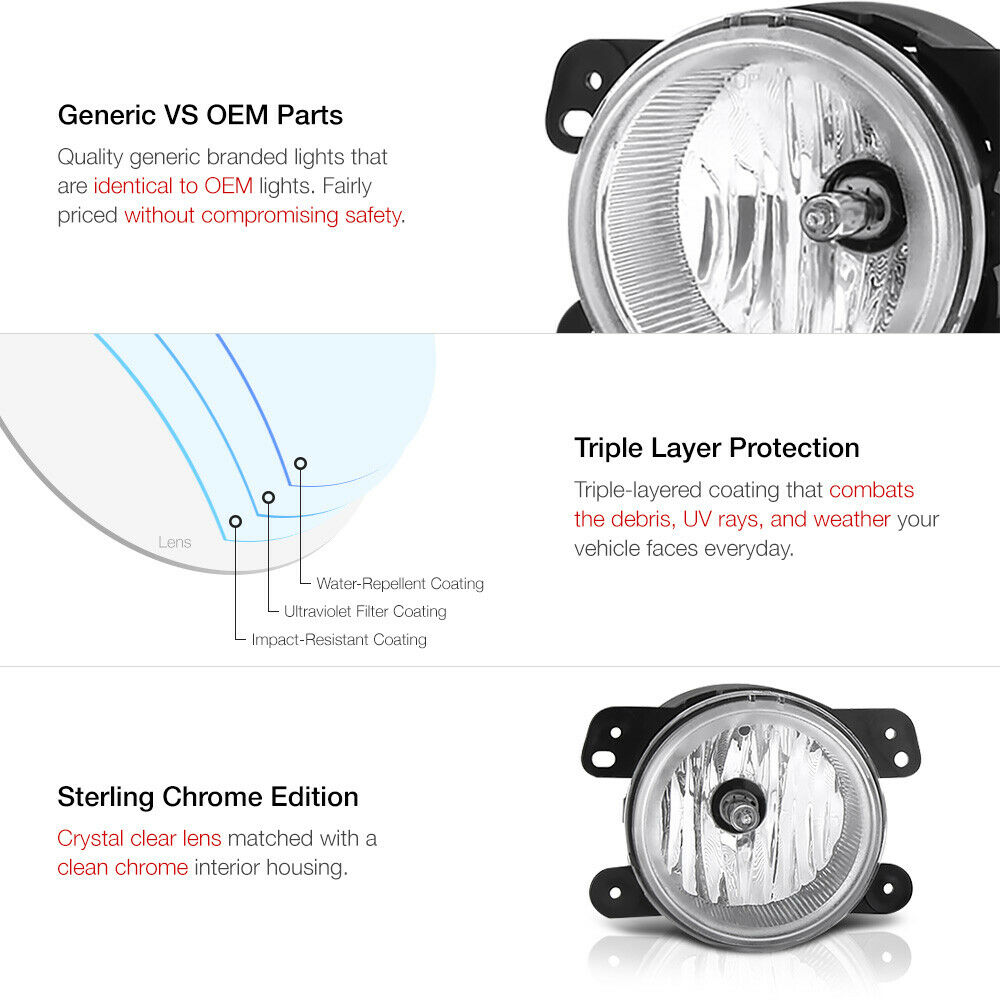 Generic VS OEM Parts
Quality generic branded lights that
are identical to OEM lights. Fairly
priced without compromising safety.
Triple Layer Protection
Triple-layered coating that combats
the debris, UV rays, and weather your
vehicle faces everyday.
Lens
Water-Repellent Coating
Ultraviolet Filter Coating
Impact-Resistant Coating
Sterling Chrome Edition
Crystal clear lens matched with a
clean chrome interior housing.